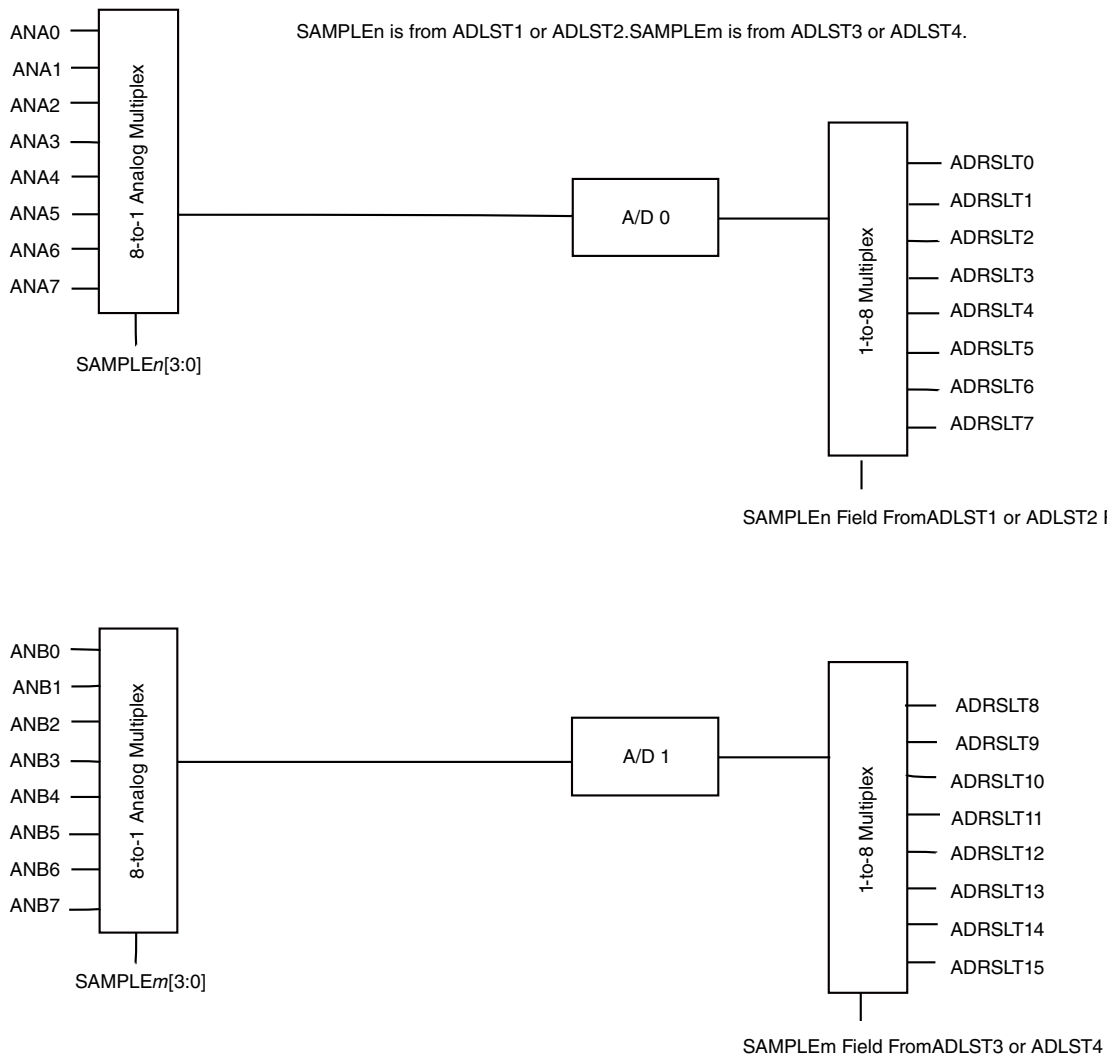 SAMPLEn is from ADLST1 or ADLST2.SAMPLEm is from ADLST3 or ADLST4.
ANA0
ANA1
ANA2
ANA3
ANA4
ANA5
ANA6
ANA7
8-to-1 Analog Multiplex
SAMPLEn[3:0]
A/D 0
1-to-8 Multiplex
ADRSLT0
ADRSLT1
ADRSLT2
ADRSLT3
ADRSLT4
ADRSLT5
ADRSLT6
ADRSLT7
SAMPLEn Field FromADLST1 or ADLST2
ANB0
ANB1
ANB2
ANB3
ANB4
ANB5
ANB6
ANB7
8-to-1 Analog Multiplex
SAMPLEm[3:0]
A/D 1
1-to-8 Multiplex
ADRSLT8
ADRSLT9
ADRSLT10
ADRSLT11
ADRSLT12
ADRSLT13
ADRSLT14
ADRSLT15
SAMPLEm Field FromADLST3 or ADLST4